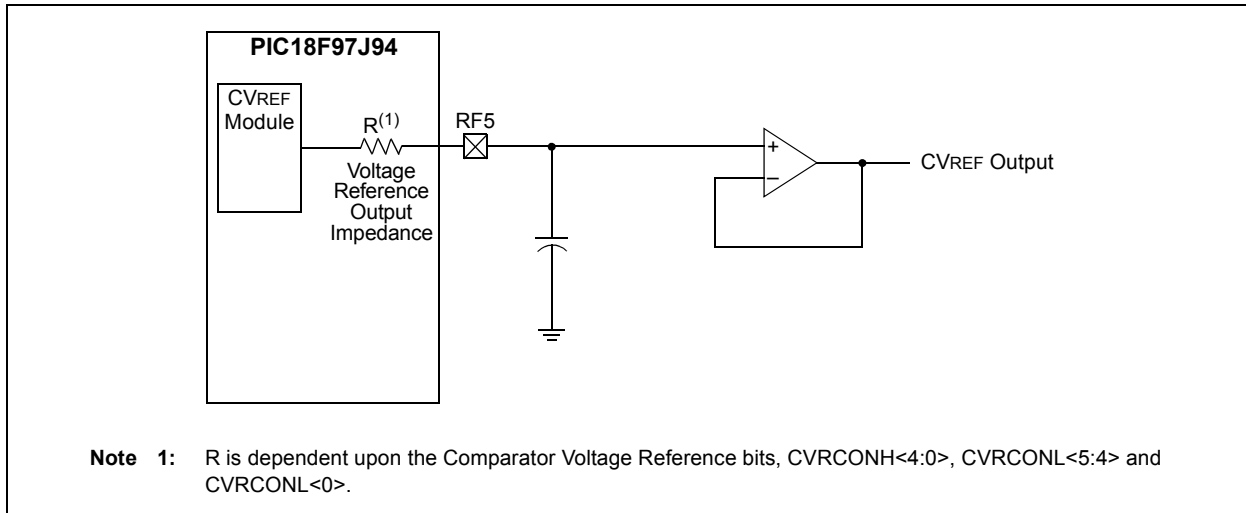 PIC18F97J94
CVREF
Module
R(1)
RF5
Voltage
Reference
Output
Impedance
+
–
CVREF Output
Note 1: R is dependent upon the Comparator Voltage Reference bits, CVRCONH<4:0>, CVRCONL<5:4> and
CVRCONL<0>.